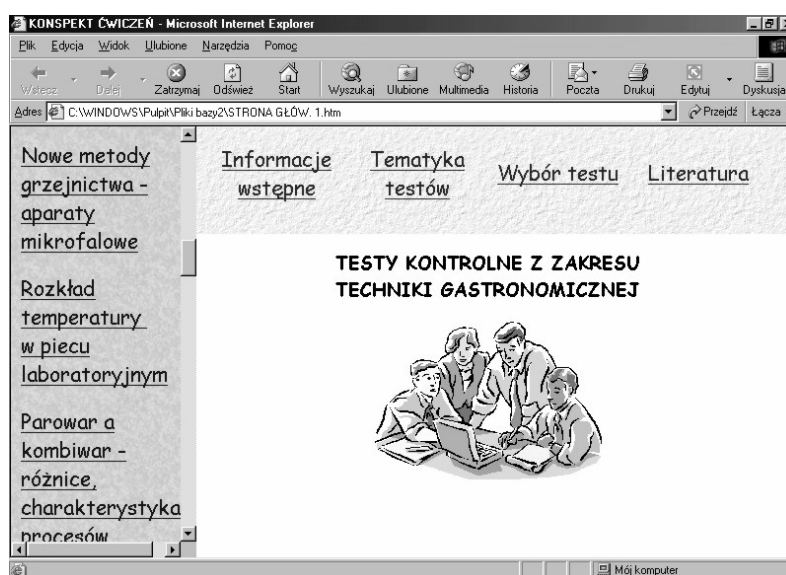 KONSPEKT ĆWICZEŃ - Microsoft Internet Explorer
Plik Edycja Widok Ulubione Narzędzia Pomoc
Wstecz Dalej Zatrzymaj Odśwież Start Wyszukaj Ulubione Multimedia Historia Poczta Drukuj Edytuj Dyskusja
Adres C:\WINDOWS\Pulpit\Pliki bazy2\STRONA GŁÓW. 1.htm Przejdź Łącza
Nowe metody
grzejnictwa -
aparaty
mikrofalowe
Rozkład
temperatury
w piecu
laboratoryjnym
Parowar a
kombiwar -
różnice,
charakterystyka
procesów
Informacje
wstępne
Tematyka
testów
Wybór testu
Literatura
TESTY KONTROLNE Z ZAKRESU
TECHNIKI GASTRONOMICZNEJ
Mój komputer